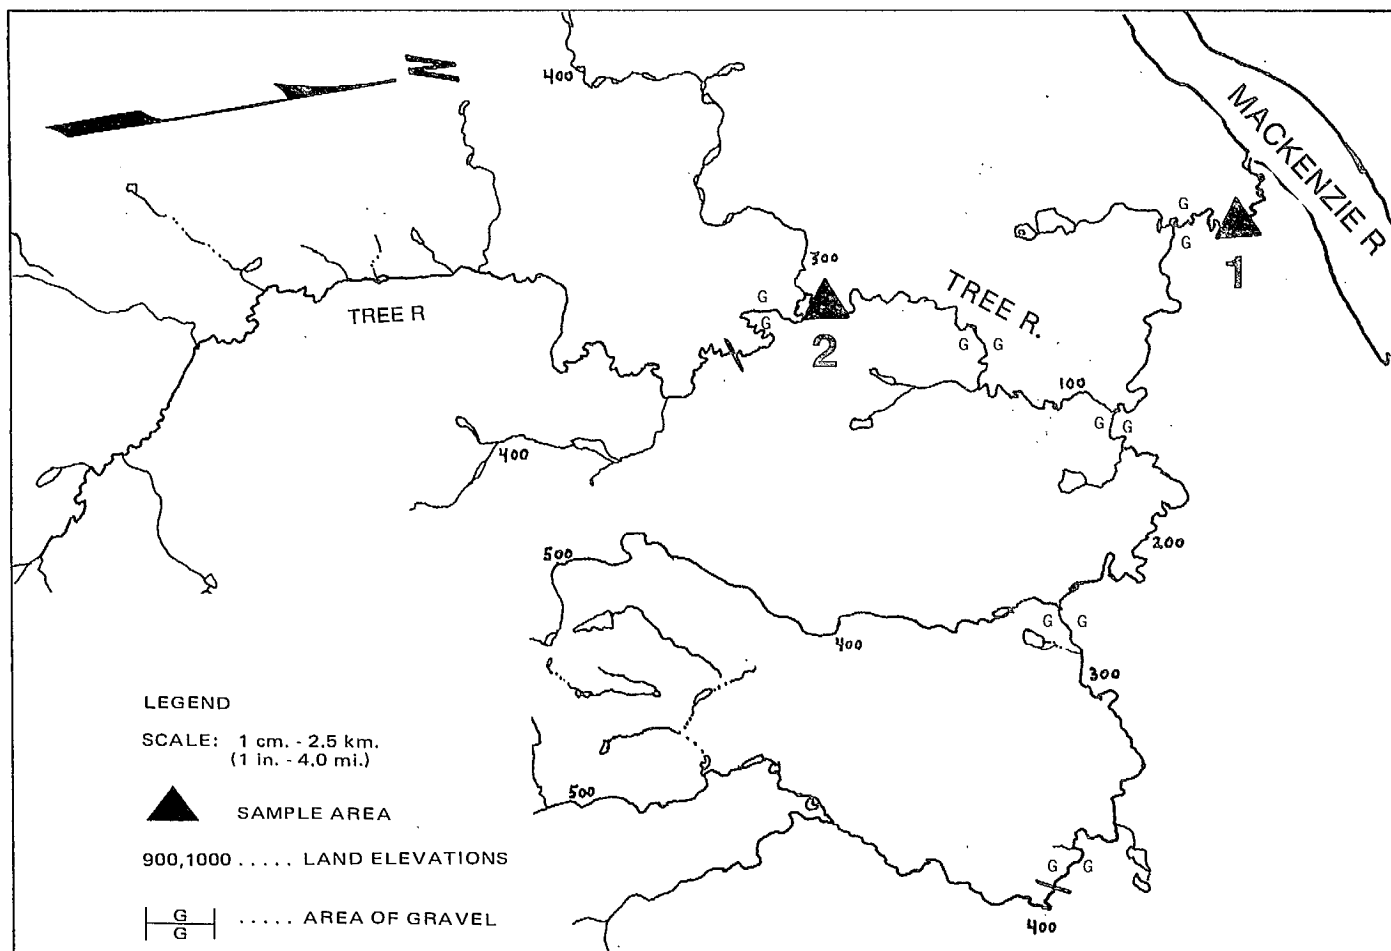 N
400
MACKENZIE R
G
G
1
300
TREE R.
G
G
2
TREE R
G
G
100
G G
400
200
500
G G
400
300
LEGEND
SCALE: 1 cm. - 2.5 km.
(1 in. - 4.0 mi.)
500
SAMPLE AREA
900,1000 ..... LAND ELEVATIONS
G G
G
G
..... AREA OF GRAVEL
400